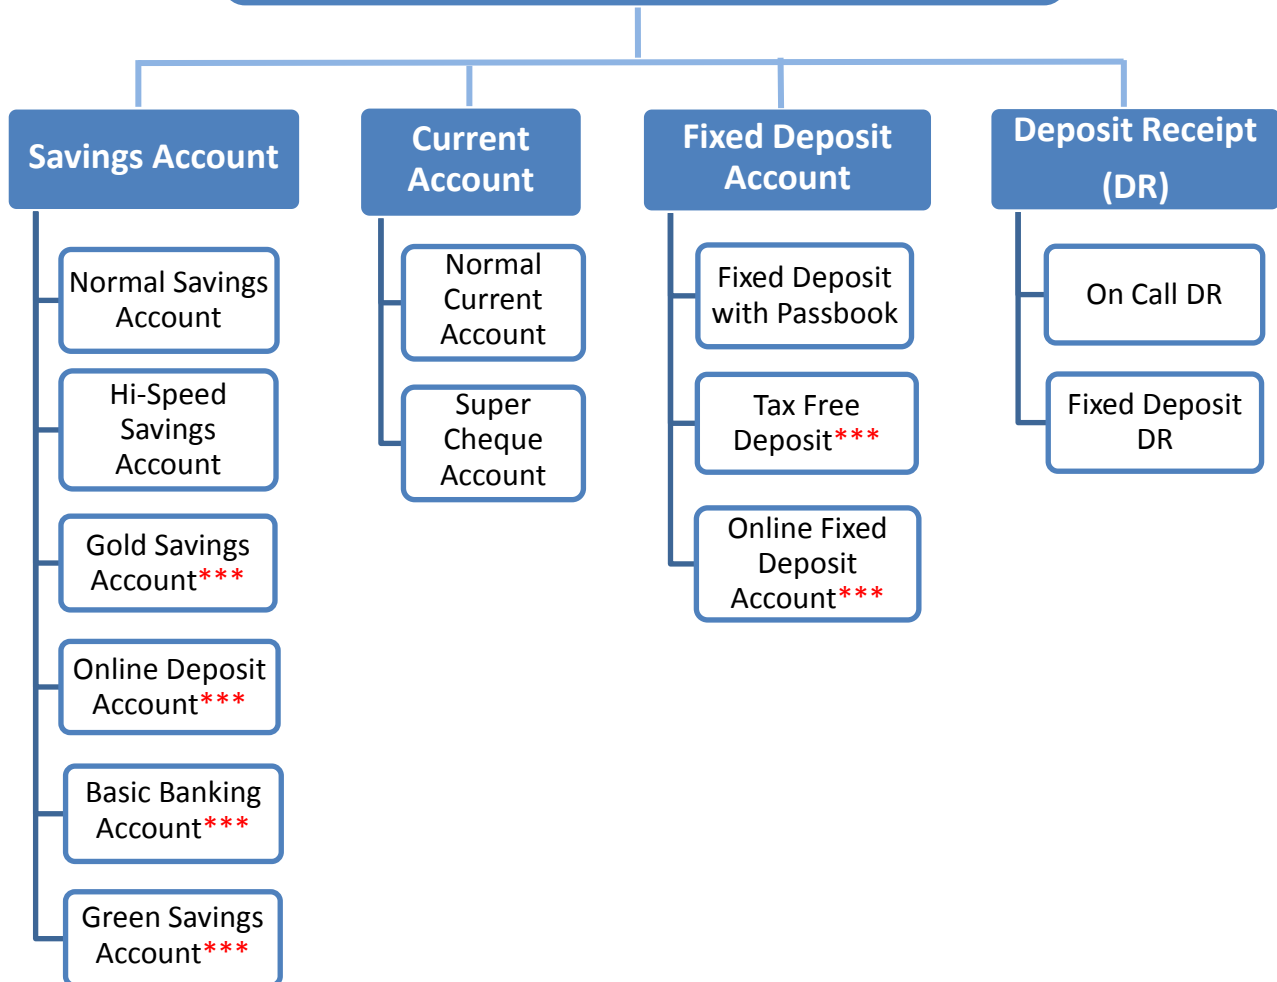 Savings Account
Normal Savings
Account
Hi-Speed
Savings
Account
Gold Savings
Account***
Online Deposit
Account***
Basic Banking
Account***
Green Savings
Account***
Current
Account
Normal
Current
Account
Super
Cheque
Account
Fixed Deposit
Account
Fixed Deposit
with Passbook
Tax Free
Deposit***
Online Fixed
Deposit
Account***
Deposit Receipt
(DR)
On Call DR
Fixed Deposit
DR